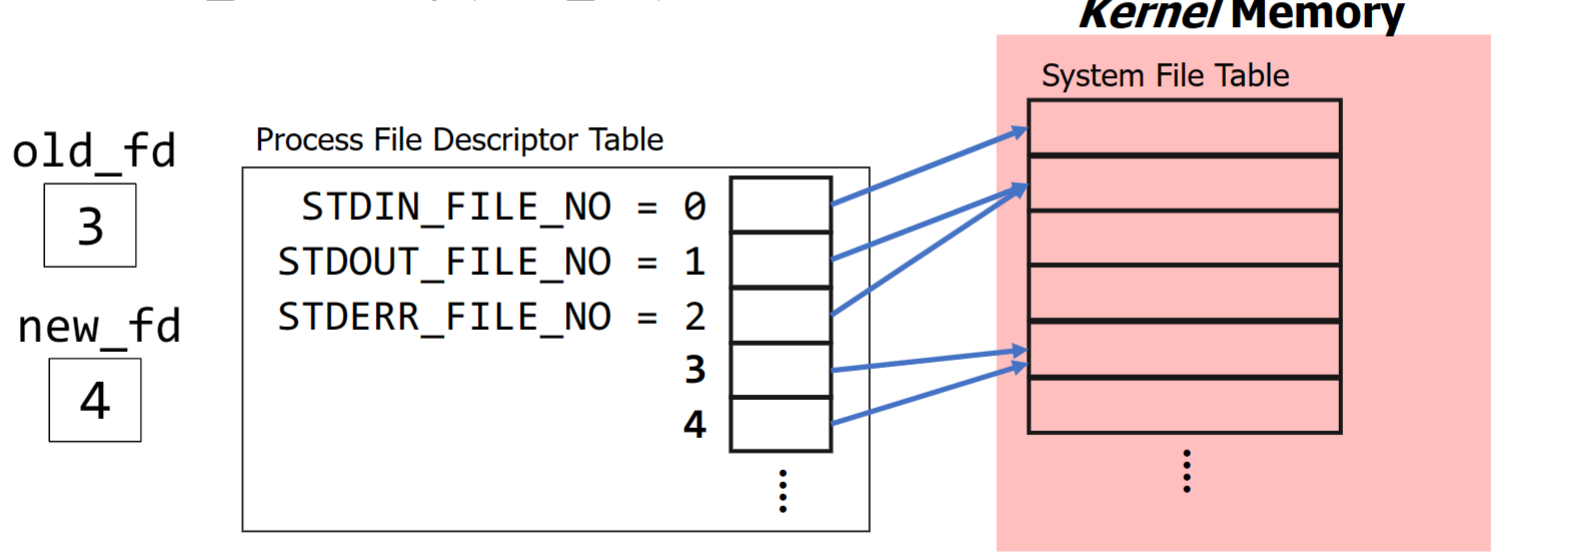 Kernel Memory
System File Table
Process File Descriptor Table
old_fd
3
STDIN_FILE_NO = 0
STDOUT_FILE_NO = 1
new_fd
STDERR_FILE_NO = 2
3
4
4